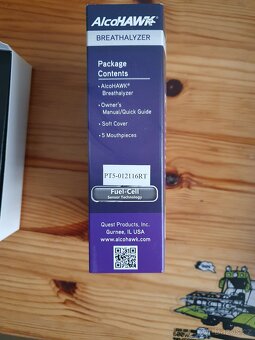 AlcoHAWK®
BREATHALYZER
Package
Contents
• AlcoHAWK®
Breathalyzer
• Owner's
Manual/Quick Guide
• Soft Cover
• 5 Mouthpieces
PT5-012116RT
Fuel-Cell
Sensor Technology
Quest Products, Inc.
Gurnee, IL USA
www.alcohawk.com